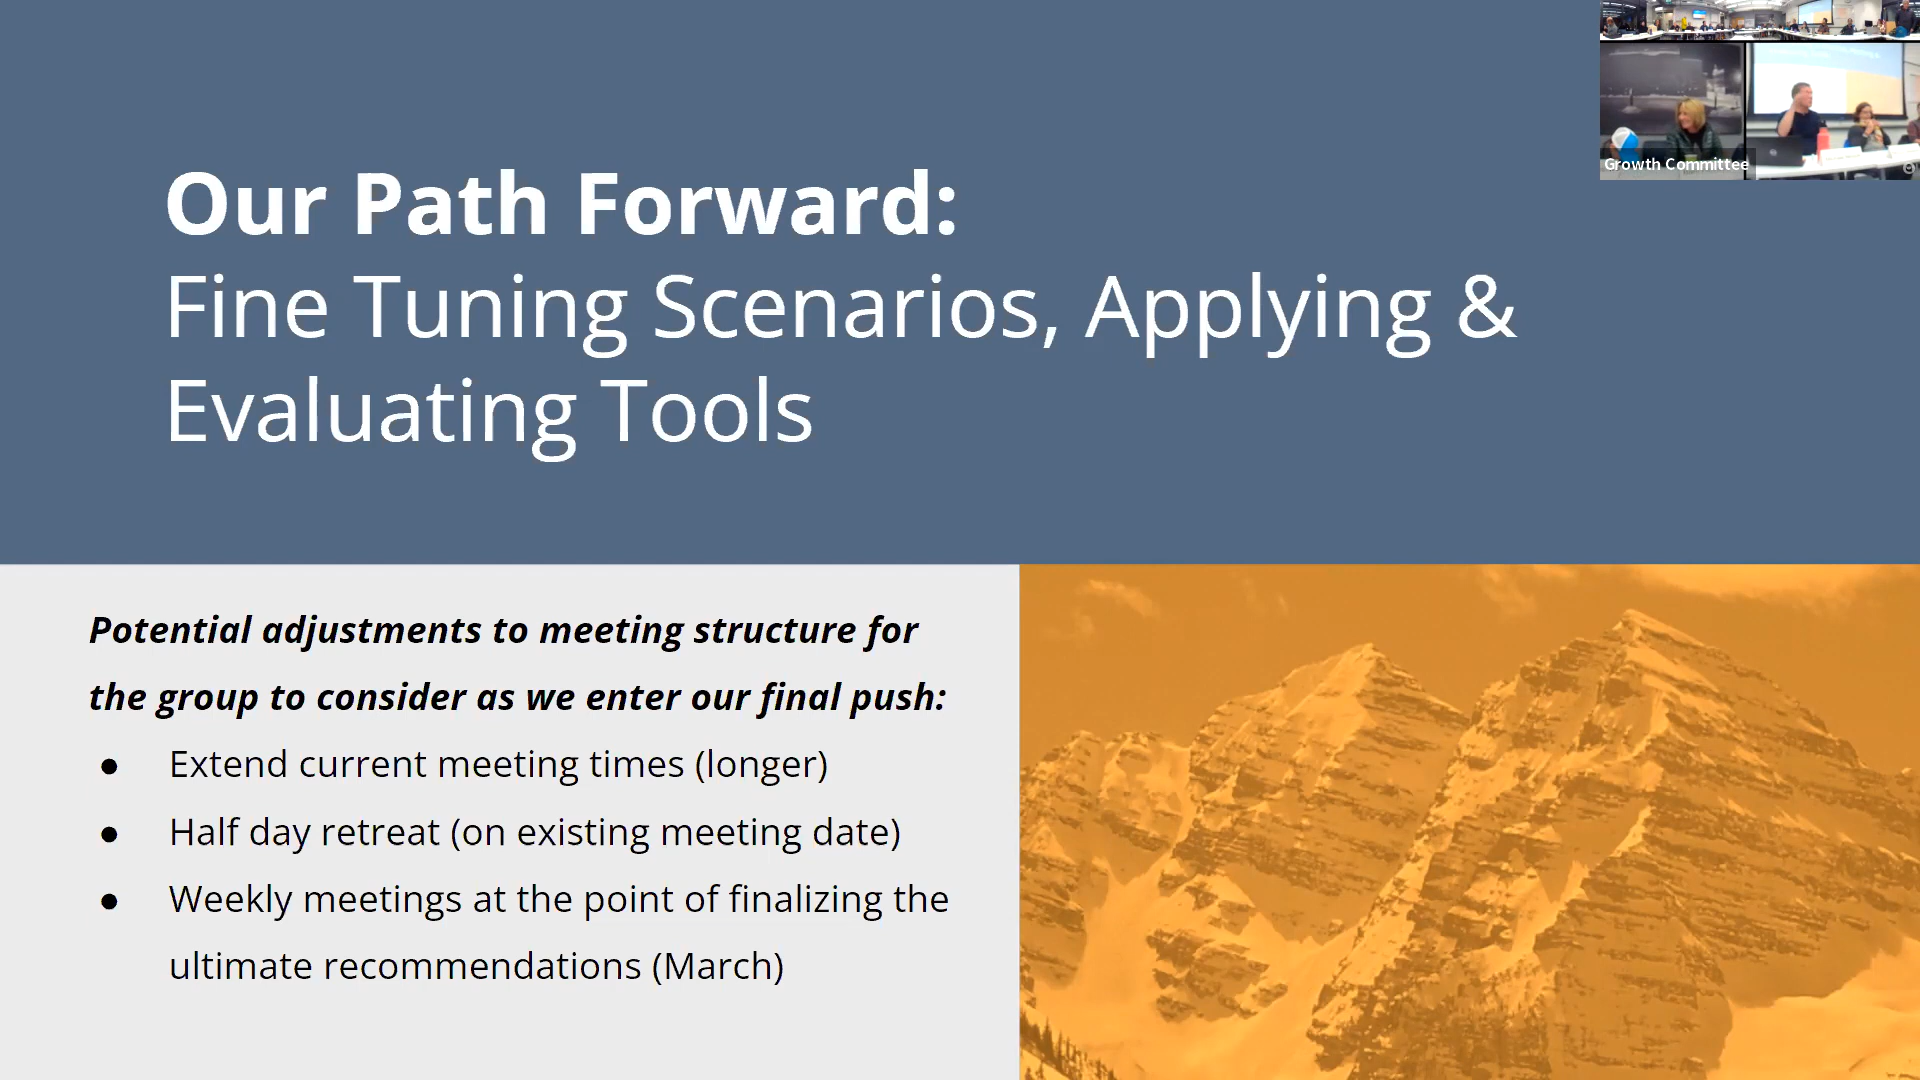 Our Path Forward:
Fine Tuning Scenarios, Applying &
Evaluating Tools
Growth Committee
Potential adjustments to meeting structure for
the group to consider as we enter our final push:
● Extend current meeting times (longer)
● Half day retreat (on existing meeting date)
● Weekly meetings at the point of finalizing the
ultimate recommendations (March)